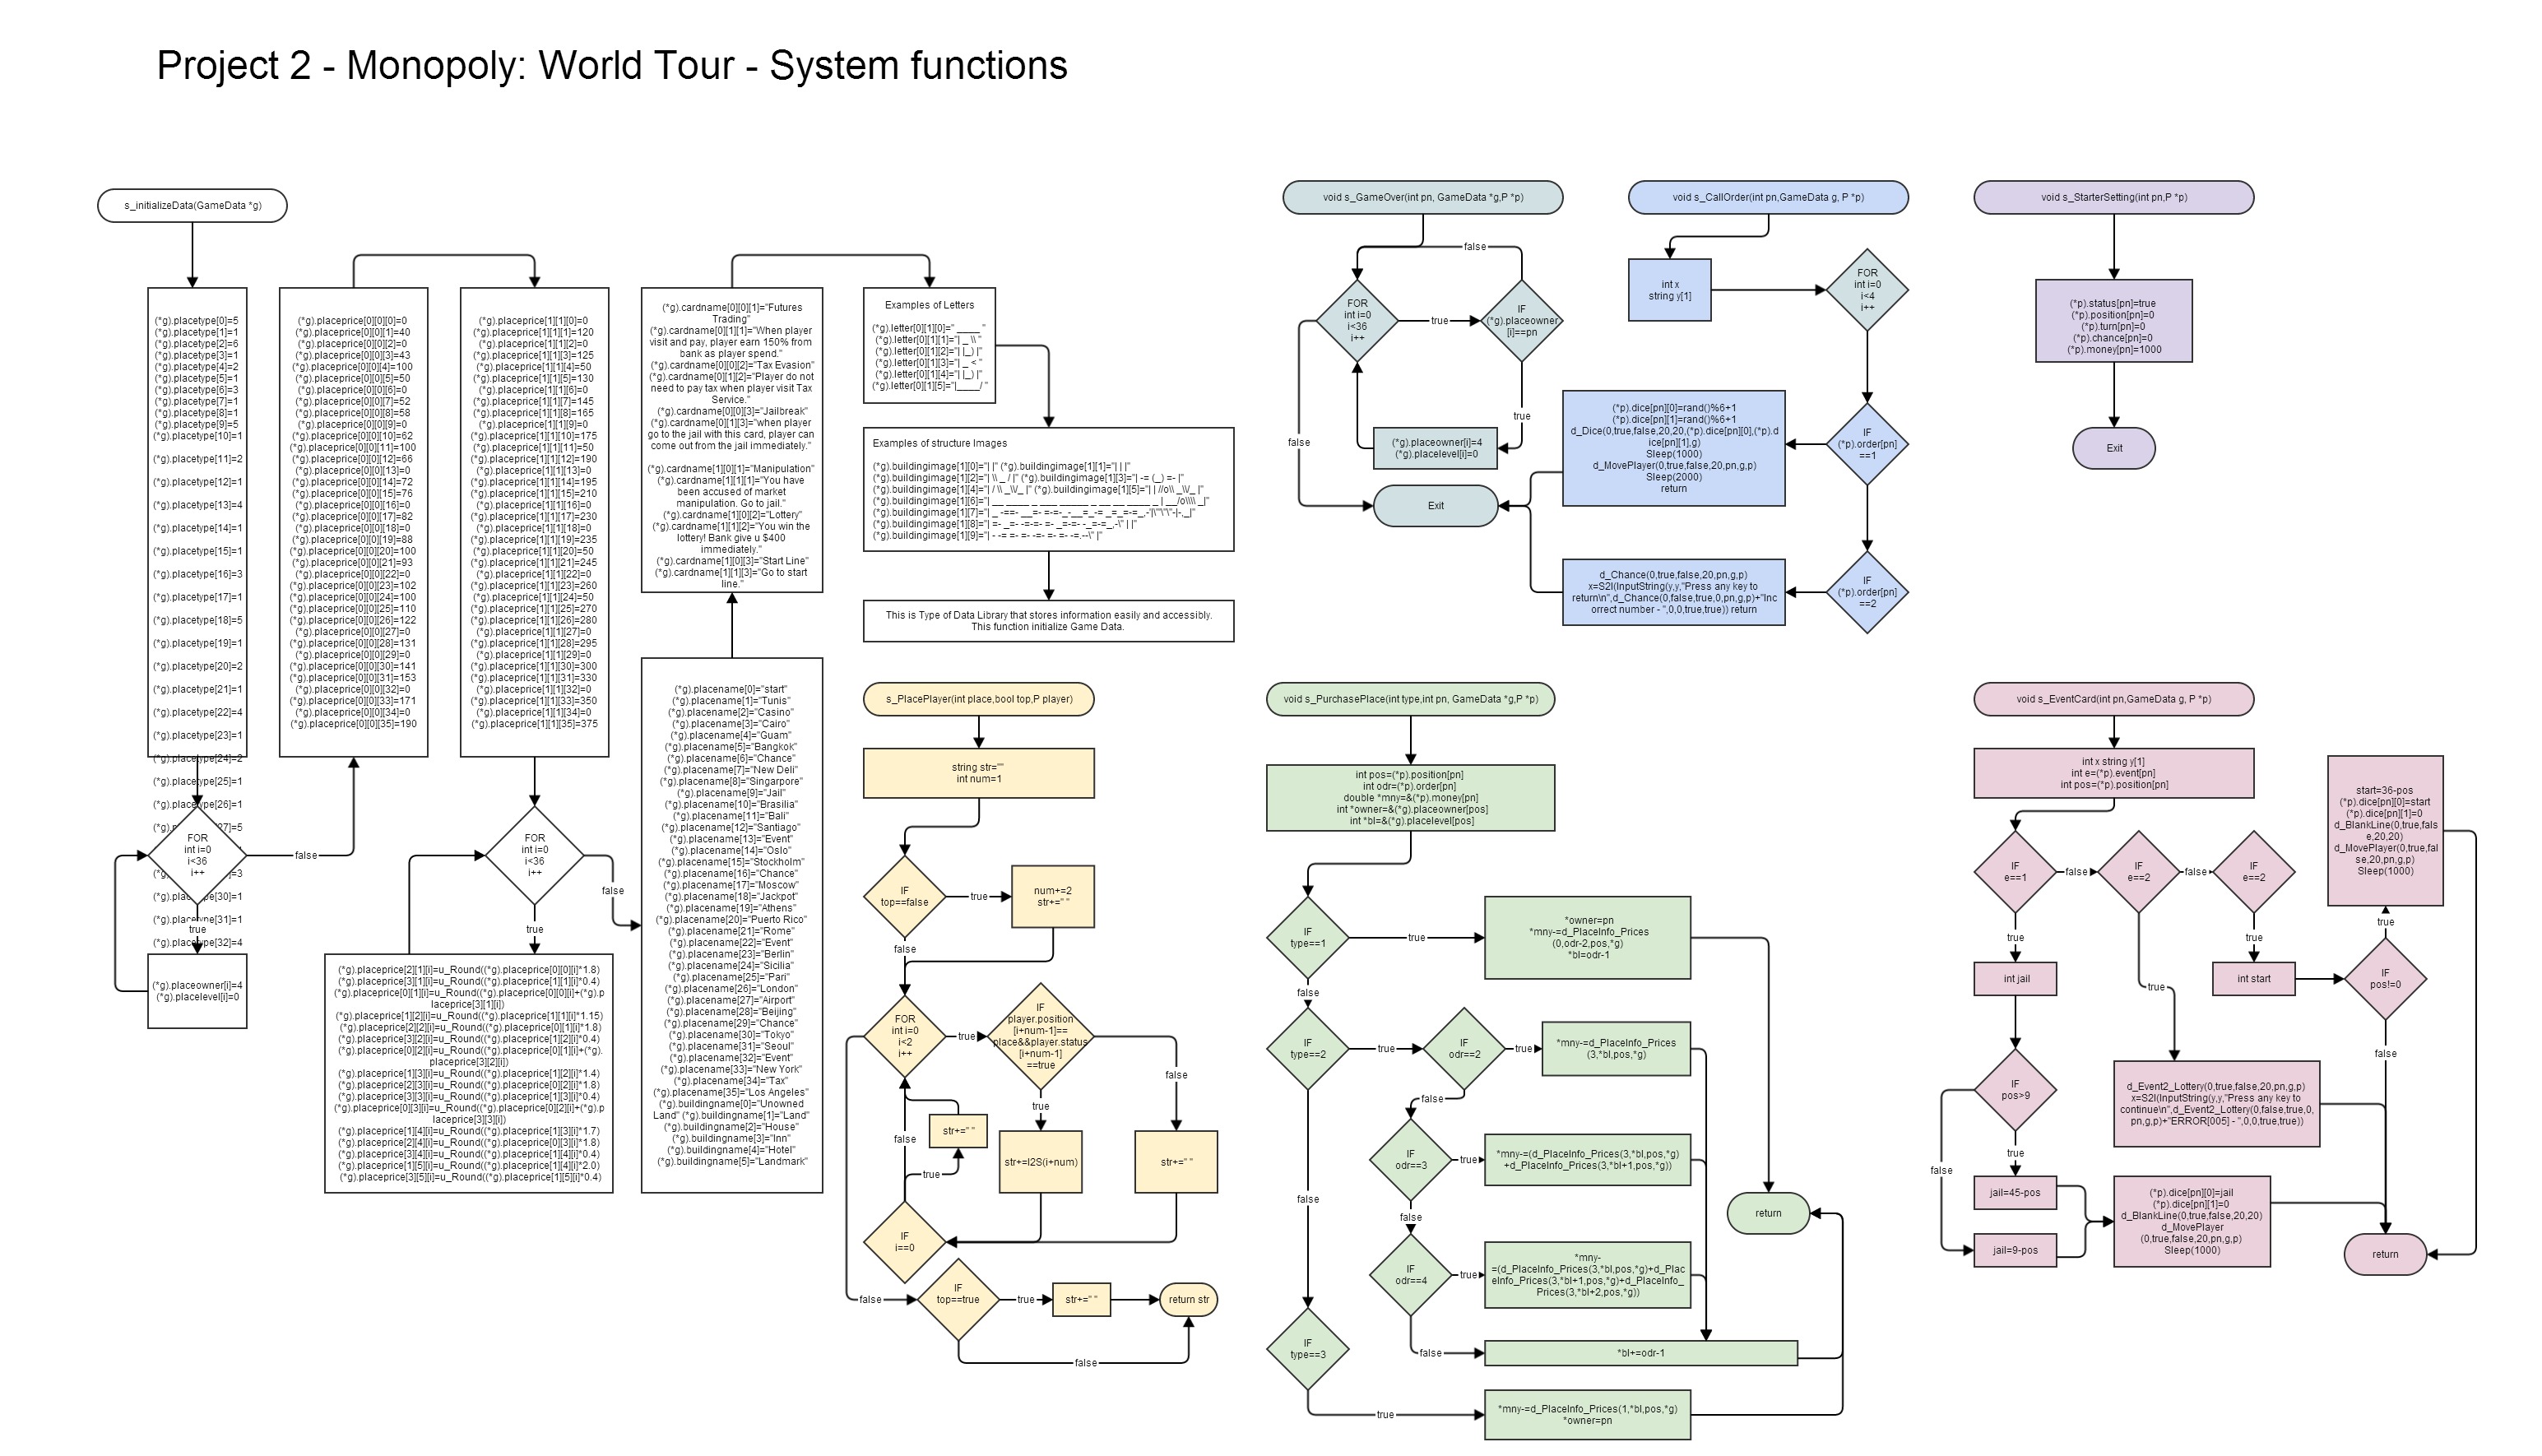 Project 2 - Monopoly: World Tour - System functions
s_initializeData(GameData *g)
(*g).placetype[0]=5
(*g).placetype[1]=1
(*g).placetype[2]=6
(*g).placetype[3]=1
(*g).placetype[4]=2
(*g).placetype[5]=1
(*g).placetype[6]=3
(*g).placetype[7]=1
(*g).placetype[8]=1
(*g).placetype[9]=5
(*g).placetype[10]=1
(*g).placetype[11]=2
(*g).placetype[12]=1
(*g).placetype[13]=4
(*g).placetype[14]=1
(*g).placetype[15]=1
(*g).placetype[16]=3
(*g).placetype[17]=1
(*g).placetype[18]=5
(*g).placetype[19]=1
(*g).placetype[20]=2
(*g).placetype[21]=1
(*g).placetype[22]=4
(*g).placetype[23]=1
(*g).placetype[24]=2
(*g).placetype[25]=1
(*g).placetype[26]=1
27]=5
FOR
int i=0
i<36
i++
=3
(*g).placetype[30]=1
(*g).placetype[31]=1
true
(*g).placetype[32]=4
false
(*g).placeowner[i]=4
(*g).placelevel[i]=0
(*g).placeprice[0][0][0]=0
(*g).placeprice[0][0][1]=40
(*g).placeprice[0][0][2]=0
(*g).placeprice[0][0][3]=43
(*g).placeprice[0][0][4]=100
(*g).placeprice[0][0][5]=50
(*g).placeprice[0][0][6]=0
(*g).placeprice[0][0][7]=52
(*g).placeprice[0][0][8]=58
(*g).placeprice[0][0][9]=0
(*g).placeprice[0][0][10]=62
(*g).placeprice[0][0][11]=100
(*g).placeprice[0][0][12]=66
(*g).placeprice[0][0][13]=0
(*g).placeprice[0][0][14]=72
(*g).placeprice[0][0][15]=76
(*g).placeprice[0][0][16]=0
(*g).placeprice[0][0][17]=82
(*g).placeprice[0][0][18]=0
(*g).placeprice[0][0][19]=88
(*g).placeprice[0][0][20]=100
(*g).placeprice[0][0][21]=93
(*g).placeprice[0][0][22]=0
(*g).placeprice[0][0][23]=102
(*g).placeprice[0][0][24]=100
(*g).placeprice[0][0][25]=110
(*g).placeprice[0][0][26]=122
(*g).placeprice[0][0][27]=0
(*g).placeprice[0][0][28]=131
(*g).placeprice[0][0][29]=0
(*g).placeprice[0][0][30]=141
(*g).placeprice[0][0][31]=153
(*g).placeprice[0][0][32]=0
(*g).placeprice[0][0][33]=171
(*g).placeprice[0][0][34]=0
(*g).placeprice[0][0][35]=190
(*g).placeprice[1][1][0]=0
(*g).placeprice[1][1][1]=120
(*g).placeprice[1][1][2]=0
(*g).placeprice[1][1][3]=125
(*g).placeprice[1][1][4]=50
(*g).placeprice[1][1][5]=130
(*g).placeprice[1][1][6]=0
(*g).placeprice[1][1][7]=145
(*g).placeprice[1][1][8]=165
(*g).placeprice[1][1][9]=0
(*g).placeprice[1][1][10]=175
(*g).placeprice[1][1][11]=50
(*g).placeprice[1][1][12]=190
(*g).placeprice[1][1][13]=0
(*g).placeprice[1][1][14]=195
(*g).placeprice[1][1][15]=210
(*g).placeprice[1][1][16]=0
(*g).placeprice[1][1][17]=230
(*g).placeprice[1][1][18]=0
(*g).placeprice[1][1][19]=235
(*g).placeprice[1][1][20]=50
(*g).placeprice[1][1][21]=245
(*g).placeprice[1][1][22]=0
(*g).placeprice[1][1][23]=260
(*g).placeprice[1][1][24]=50
(*g).placeprice[1][1][25]=270
(*g).placeprice[1][1][26]=280
(*g).placeprice[1][1][27]=0
(*g).placeprice[1][1][28]=295
(*g).placeprice[1][1][29]=0
(*g).placeprice[1][1][30]=300
(*g).placeprice[1][1][31]=330
(*g).placeprice[1][1][32]=0
(*g).placeprice[1][1][33]=350
(*g).placeprice[1][1][34]=0
(*g).placeprice[1][1][35]=375
FOR
int i=0
i<36
i++
true
false
(*g).placeprice[2][1][i]=u_Round((*g).placeprice[0][0][i]*1.8)
(*g).placeprice[3][1][i]=u_Round((*g).placeprice[1][1][i]*0.4)
(*g).placeprice[0][1][i]=u_Round((*g).placeprice[0][0][i]+(*g).p
laceprice[3][1][i])
(*g).placeprice[1][2][i]=u_Round((*g).placeprice[1][1][i]*1.15)
(*g).placeprice[2][2][i]=u_Round((*g).placeprice[0][1][i]*1.8)
(*g).placeprice[3][2][i]=u_Round((*g).placeprice[1][2][i]*0.4)
(*g).placeprice[0][2][i]=u_Round((*g).placeprice[0][1][i]+(*g).
placeprice[3][2][i])
(*g).placeprice[1][3][i]=u_Round((*g).placeprice[1][2][i]*1.4)
(*g).placeprice[2][3][i]=u_Round((*g).placeprice[0][2][i]*1.8)
(*g).placeprice[3][3][i]=u_Round((*g).placeprice[1][3][i]*0.4)
(*g).placeprice[0][3][i]=u_Round((*g).placeprice[0][2][i]+(*g).p
laceprice[3][3][i])
(*g).placeprice[1][4][i]=u_Round((*g).placeprice[1][3][i]*1.7)
(*g).placeprice[2][4][i]=u_Round((*g).placeprice[0][3][i]*1.8)
(*g).placeprice[3][4][i]=u_Round((*g).placeprice[1][4][i]*0.4)
(*g).placeprice[1][5][i]=u_Round((*g).placeprice[1][4][i]*2.0)
(*g).placeprice[3][5][i]=u_Round((*g).placeprice[1][5][i]*0.4)
(*g).cardname[0][0][1]="Futures
Trading"
(*g).cardname[0][1][1]="When player
visit and pay, player earn 150% from
bank as player spend."
(*g).cardname[0][0][2]="Tax Evasion"
(*g).cardname[0][1][2]="Player do not
need to pay tax when player visit Tax
Service."
(*g).cardname[0][0][3]="Jailbreak"
(*g).cardname[0][1][3]="when player
go to the jail with this card, player can
come out from the jail immediately."
(*g).cardname[1][0][1]="Manipulation"
(*g).cardname[1][1][1]="You have
been accused of market
manipulation. Go to jail."
(*g).cardname[1][0][2]="Lottery"
(*g).cardname[1][1][2]="You win the
lottery! Bank give u $400
immediately."
(*g).cardname[1][0][3]="Start Line"
(*g).cardname[1][1][3]="Go to start
line."
(*g).placename[0]="start"
(*g).placename[1]="Tunis"
(*g).placename[2]="Casino"
(*g).placename[3]="Cairo"
(*g).placename[4]="Guam"
(*g).placename[5]="Bangkok"
(*g).placename[6]="Chance"
(*g).placename[7]="New Deli"
(*g).placename[8]="Singarpore"
(*g).placename[9]="Jail"
(*g).placename[10]="Brasilia"
(*g).placename[11]="Bali"
(*g).placename[12]="Santiago"
(*g).placename[13]="Event"
(*g).placename[14]="Oslo"
(*g).placename[15]="Stockholm"
(*g).placename[16]="Chance"
(*g).placename[17]="Moscow"
(*g).placename[18]="Jackpot"
(*g).placename[19]="Athens"
(*g).placename[20]="Puerto Rico"
(*g).placename[21]="Rome"
(*g).placename[22]="Event"
(*g).placename[23]="Berlin"
(*g).placename[24]="Sicilia"
(*g).placename[25]="Pari"
(*g).placename[26]="London"
(*g).placename[27]="Airport"
(*g).placename[28]="Beijing"
(*g).placename[29]="Chance"
(*g).placename[30]="Tokyo"
(*g).placename[31]="Seoul"
(*g).placename[32]="Event"
(*g).placename[33]="New York"
(*g).placename[34]="Tax"
(*g).placename[35]="Los Angeles"
(*g).buildingname[0]="Unowned
Land" (*g).buildingname[1]="Land"
(*g).buildingname[2]="House"
(*g).buildingname[3]="Inn"
(*g).buildingname[4]="Hotel"
(*g).buildingname[5]="Landmark"
Examples of Letters
(*g).letter[0][1][0]=" ____ "
(*g).letter[0][1][1]="| _ \\ "
(*g).letter[0][1][2]="| |_) |"
(*g).letter[0][1][3]="| _ < "
(*g).letter[0][1][4]="| |_) |"
(*g).letter[0][1][5]="|____/ "
Examples of structure Images
(*g).buildingimage[1][0]="| |" (*g).buildingimage[1][1]="| | |"
(*g).buildingimage[1][2]="| \\ _ / |" (*g).buildingimage[1][3]="| -= (_) =- |"
(*g).buildingimage[1][4]="| / \\ _\\/_ |" (*g).buildingimage[1][5]="| | //o\\ _\\/_ |"
(*g).buildingimage[1][6]="|
(*g).buildingimage[1][7]="|
(*g).buildingimage[1][8]="|
(*g).buildingimage[1][9]="|
This is Type of Data Library that stores information easily and accessibly.
This function initialize Game Data.
void s_GameOver(int pn, GameData *g,P *p)
false
FOR
int i=0
i<36
i++
true
IF
(*g).placeowner
[i]==pn
true
false
(*g).placeowner[i]=4
(*g).placelevel[i]=0
Exit
void s_CallOrder(int pn,GameData g, P *p)
int x
string y[1]
FOR
int i=0
i<4
i++
IF
(*p).order[pn]
==1
(*p).dice[pn][0]=rand()%6+1
(*p).dice[pn][1]=rand()%6+1
d_Dice(0,true,false,20,20,(*p).dice[pn][0],(*p).d
ice[pn][1],g)
Sleep(1000)
d_MovePlayer(0,true,false,20,pn,g,p)
Sleep(2000)
return
IF
(*p).order[pn]
==2
d_Chance(0,true,false,20,pn,g,p)
x=S2I(InputString(y,y,"Press any key to
return\n",d_Chance(0,false,true,0,pn,g,p)+"Inc
orrect number - ",0,0,true,true)) return
void s_StarterSetting(int pn,P *p)
(*p).status[pn]=true
(*p).position[pn]=0
(*p).turn[pn]=0
(*p).chance[pn]=0
(*p).money[pn]=1000
Exit
s_PlacePlayer(int place,bool top,P player)
string str=""
int num=1
IF
top==false
true
num+=2
str+=" "
false
FOR
int i=0
i<2
i++
true
IF
player.position
[i+num-1]==
place&&player.status
[i+num-1]
==true
false
true
str+=" "
false
true
str+=I2S(i+num)
str+=" "
IF
i==0
false
IF
top==true
true
str+=" "
return str
false
void s_PurchasePlace(int type,int pn, GameData *g,P *p)
int pos=(*p).position[pn]
int odr=(*p).order[pn]
double *mny=&(*p).money[pn]
int *owner=&(*g).placeowner[pos]
int *bl=&(*g).placelevel[pos]
IF
type==1
true
*owner=pn
*mny-=d_PlaceInfo_Prices
(0,odr-2,pos,*g)
*bl=odr-1
false
IF
type==2
true
IF
odr==2
true
*mny-=d_PlaceInfo_Prices
(3,*bl,pos,*g)
false
IF
odr==3
true
*mny-=(d_PlaceInfo_Prices(3,*bl,pos,*g)
+d_PlaceInfo_Prices(3,*bl+1,pos,*g))
false
false
return
IF
odr==4
true
*mny-
=(d_PlaceInfo_Prices(3,*bl,pos,*g)+d_Plac
eInfo_Prices(3,*bl+1,pos,*g)+d_PlaceInfo_
Prices(3,*bl+2,pos,*g))
false
*bl+=odr-1
IF
type==3
true
*mny-=d_PlaceInfo_Prices(1,*bl,pos,*g)
*owner=pn
void s_EventCard(int pn,GameData g, P *p)
int x string y[1]
int e=(*p).event[pn]
int pos=(*p).position[pn]
IF
e==1
false
IF
e==2
false
IF
e==2
start=36-pos
(*p).dice[pn][0]=start
(*p).dice[pn][1]=0
d_BlankLine(0,true,fals
e,20,20)
d_MovePlayer(0,true,fal
se,20,pn,g,p)
Sleep(1000)
true
true
true
int jail
true
int start
IF
pos!=0
false
IF
pos>9
d_Event2_Lottery(0,true,false,20,pn,g,p)
x=S2I(InputString(y,y,"Press any key to
continue\n",d_Event2_Lottery(0,false,true,0,
pn,g,p)+"ERROR[005] - ",0,0,true,true))
true
false
jail=45-pos
jail=9-pos
(*p).dice[pn][0]=jail
(*p).dice[pn][1]=0
d_BlankLine(0,true,false,20,20)
d_MovePlayer
(0,true,false,20,pn,g,p)
Sleep(1000)
return